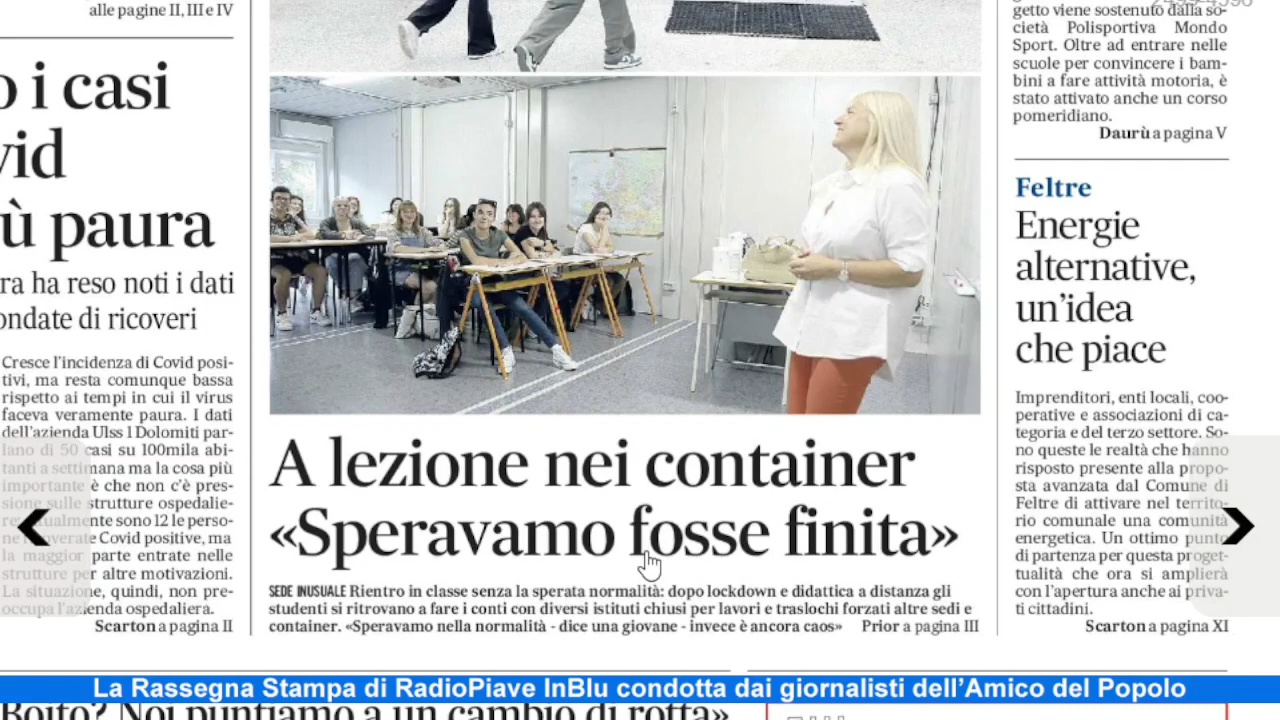 alle pagine II, III e IV
o i casi
vid
ù paura
ra ha reso noti i dati
ondate di ricoveri
Cresce l'incidenza di Covid posi-
tivi, ma resta comunque bassa
rispetto ai tempi in cui il virus
faceva veramente paura. I dati
dell'azienda Ulss 1 Dolomiti par-
lano di 50 casi su 100mila abi-
tanti a settimana ma la cosa più
importante è che non c'è pres-
sione sulle strutture ospedalie-
re attualmente sono 12 le perso-
ne ricoverate Covid positive, ma
la maggior parte entrate nelle
strutture per altre motivazioni.
La situazione, quindi, non pre-
occupa l'azienda ospedaliera.
Scarton a pagina II
A lezione nei container
«Speravamo fosse finita»
SEDE INUSUALE Rientro in classe senza la sperata normalità: dopo lockdown e didattica a distanza gli
studenti si ritrovano a fare i conti con diversi istituti chiusi per lavori e traslochi forzati altre sedi e
container. «Speravamo nella normalità - dice una giovane - invece è ancora caos» Prior a pagina III
getto viene sostenuto dalla so-
cietà Polisportiva Mondo
Sport. Oltre ad entrare nelle
scuole per convincere i bam-
bini a fare attività motoria, è
stato attivato anche un corso
pomeridiano.
Daurù a pagina V
Feltre
Energie
alternative,
un'idea
che piace
Imprenditori, enti locali, coo-
perative e associazioni di ca-
tegoria e del terzo settore. So-
no queste le realtà che hanno
risposto presente alla propo-
sta avanzata dal Comune di
Feltre di attivare nel territo-
rio comunale una comunità
energetica. Un ottimo punto
di partenza per questa proget-
tualità che ora si amplierà
con l'apertura anche ai priva-
ti cittadini.
Scarton a pagina XI
La Rassegna Stampa di RadioPiave InBlu condotta dai giornalisti dell'Amico del Popolo
Boito? Noi puntiamo a un cambio di rotta»